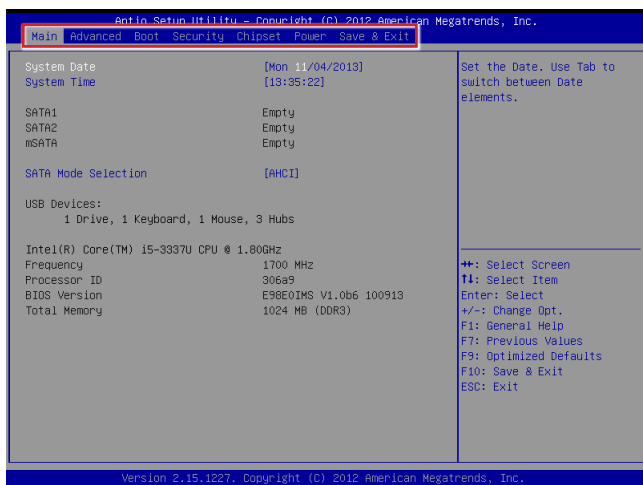 Aptio Setup Utility – Copyright (C) 2012 American Megatrends, Inc.
Main Advanced Boot Security Chipset Power Save & Exit
System Date [Mon 11/04/2013]
System Time [13:35:22]
SATA1 Empty
SATA2 Empty
mSATA Empty
SATA Mode Selection [AHCI]
USB Devices:
1 Drive, 1 Keyboard, 1 Mouse, 3 Hubs
Intel(R) Core(TM) i5-3337U CPU @ 1.80GHz
Frequency 1700 MHz
Processor ID 306a9
BIOS Version E98E0IMS V1.0b6 100913
Total Memory 1024 MB (DDR3)
Set the Date. Use Tab to
switch between Date
elements.
→←: Select Screen
↑↓: Select Item
Enter: Select
+/-: Change Opt.
F1: General Help
F7: Previous Values
F9: Optimized Defaults
F10: Save & Exit
ESC: Exit
Version 2.15.1227. Copyright (C) 2012 American Megatrends, Inc.